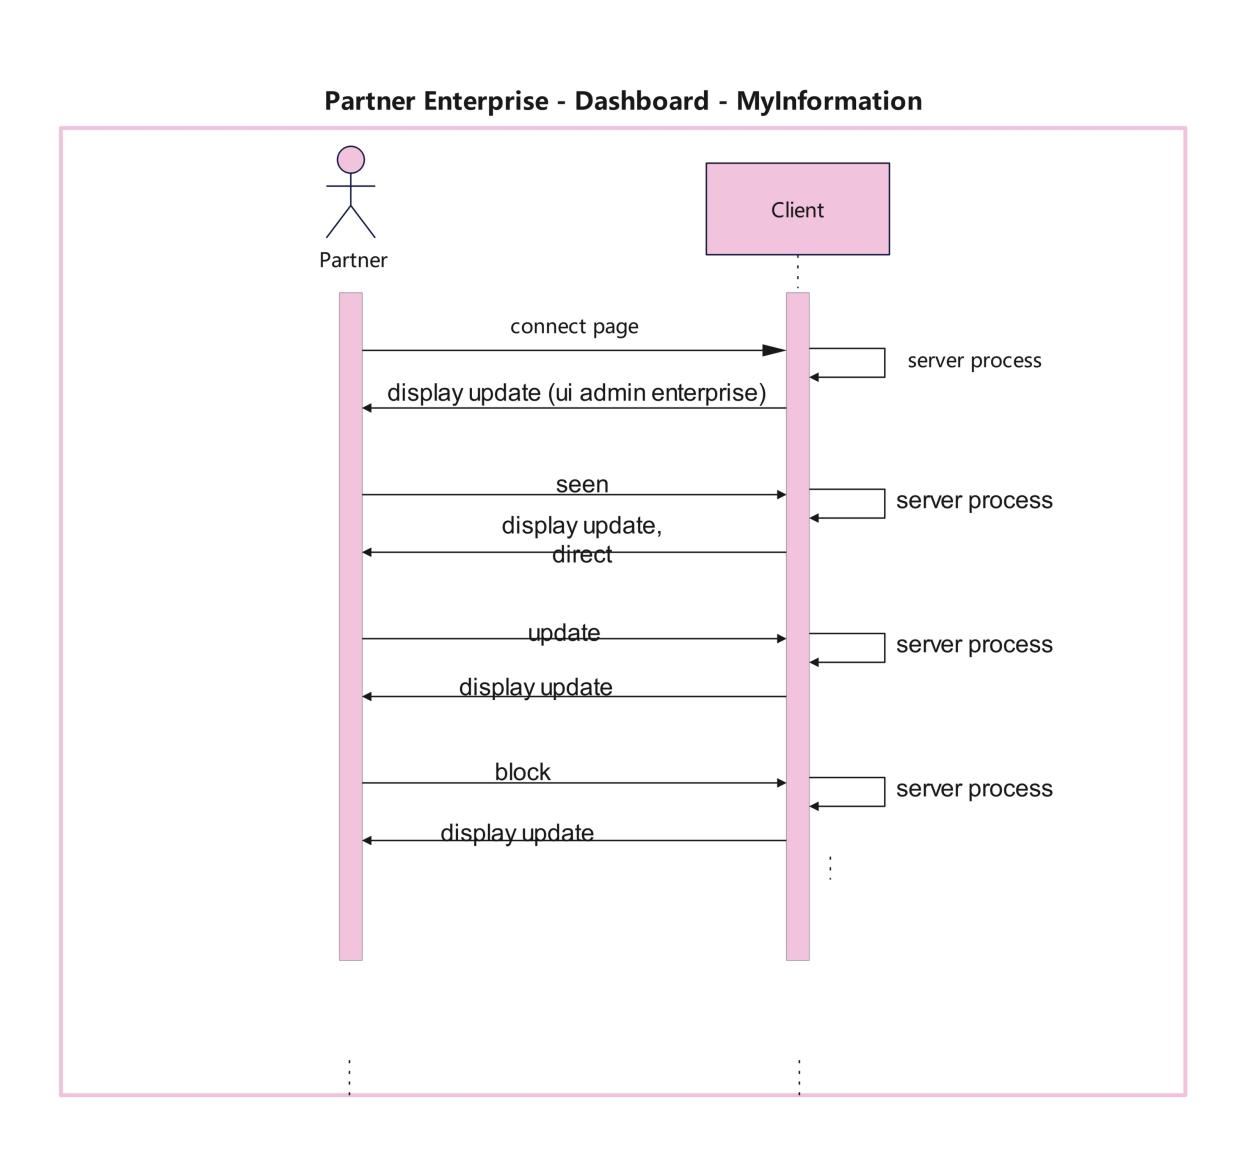 Partner Enterprise - Dashboard - MyInformation
Client
Partner
connect page
server process
display update (ui admin enterprise)
seen
server process
display update,
direct
update
server process
display update
block
server process
display update